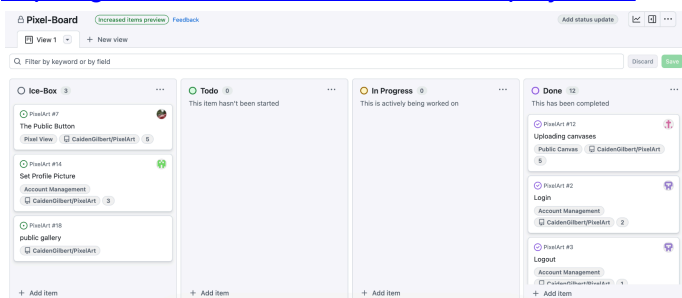 Pixel-Board
Increased items preview
Feedback
Add status update
View 1
+ New view
Filter by keyword or by field
Discard
Save
Ice-Box 3
PixelArt #7
The Public Button
Pixel View
CaidenGilbert/PixelArt
5
PixelArt #14
Set Profile Picture
Account Management
CaidenGilbert/PixelArt
3
PixelArt #18
public gallery
CaidenGilbert/PixelArt
+ Add item
Todo 0
This item hasn't been started
+ Add item
In Progress 0
This is actively being worked on
+ Add item
Done 12
This has been completed
PixelArt #12
Uploading canvases
Public Canvas
CaidenGilbert/PixelArt
5
PixelArt #2
Login
Account Management
CaidenGilbert/PixelArt
2
PixelArt #3
Logout
Account Management
CaidenGilbert/PixelArt
1
+ Add item